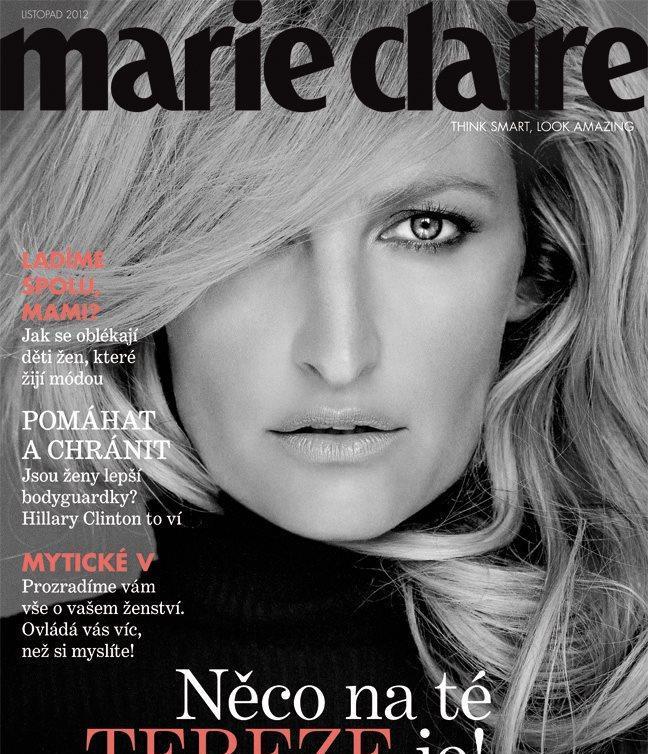 LISTOPAD 2012
marie claire
THINK SMART, LOOK AMAZING
LADÍME
SPOLU,
MAMI?
Jak se oblékají
děti žen, které
žijí módou
POMÁHAT
A CHRÁNIT
Jsou ženy lepší
bodyguardky?
Hillary Clinton to ví
MYTICKÉ V
Prozradíme vám
vše o vašem ženství.
Ovládá vás víc,
než si myslíte!
Něco na té
TEREZE je!